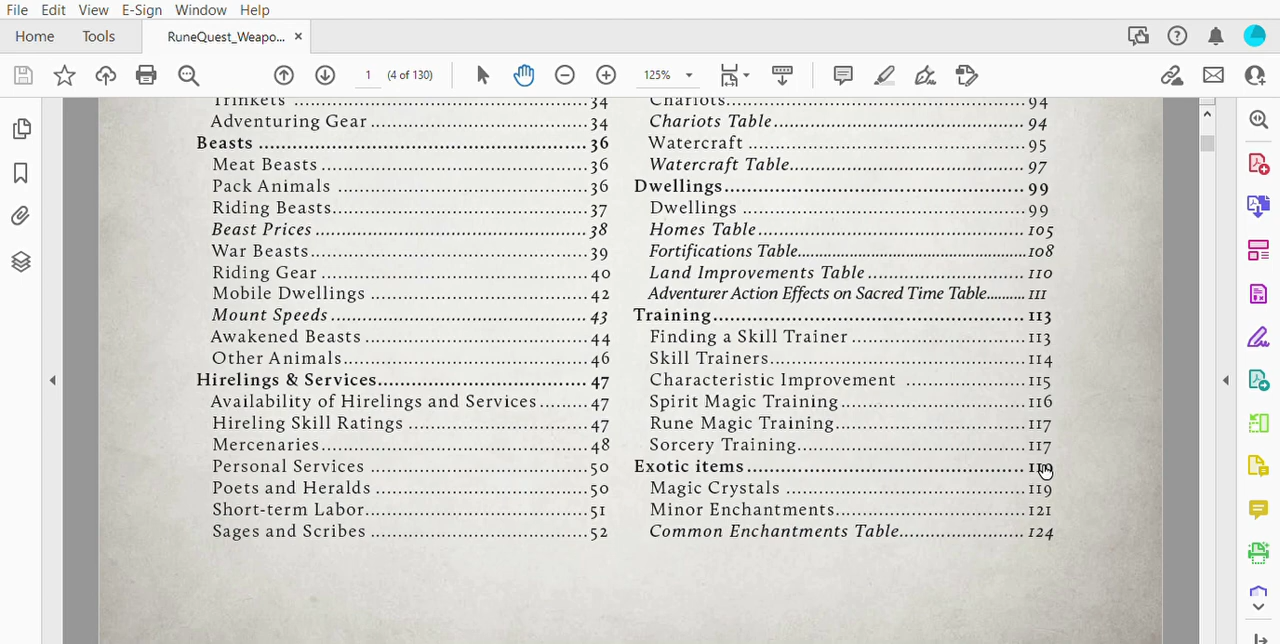 File Edit View E-Sign Window Help
Home Tools RuneQuest_Weapo... ×
1 (4 of 130) 125%
Trinkets ........................................................34
Adventuring Gear ........................................34
Beasts ............................................................ 36
Meat Beasts ..................................................36
Pack Animals ................................................36
Riding Beasts.................................................37
Beast Prices ....................................................38
War Beasts.....................................................39
Riding Gear ..................................................40
Mobile Dwellings .........................................42
Mount Speeds .................................................43
Awakened Beasts .........................................44
Other Animals...............................................46
Hirelings & Services...................................... 47
Availability of Hirelings and Services.........47
Hireling Skill Ratings ..................................47
Mercenaries...................................................48
Personal Services .........................................50
Poets and Heralds ........................................50
Short-term Labor..........................................51
Sages and Scribes .........................................52
Chariots.........................................................94
Chariots Table................................................94
Watercraft .....................................................95
Watercraft Table............................................97
Dwellings........................................................99
Dwellings ......................................................99
Homes Table..................................................105
Fortifications Table..........................................................108
Land Improvements Table .............................110
Adventurer Action Effects on Sacred Time Table..........111
Training..........................................................113
Finding a Skill Trainer .................................113
Skill Trainers.................................................114
Characteristic Improvement ......................115
Spirit Magic Training...................................116
Rune Magic Training....................................117
Sorcery Training...........................................117
Exotic items....................................................119
Magic Crystals .............................................119
Minor Enchantments...................................121
Common Enchantments Table........................124